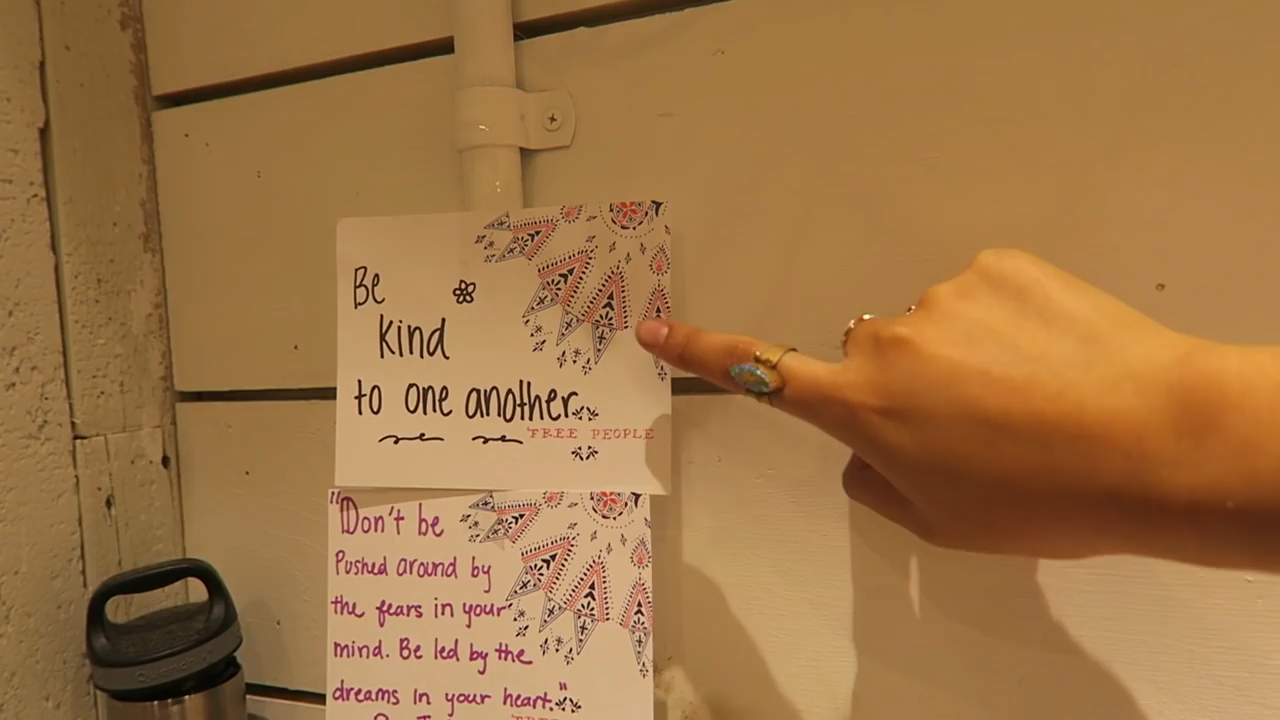 Be
kind
to one another.
FREE PEOPLE
"Don't be
Pushed around by
the fears in your
mind. Be led by the
dreams in your heart."